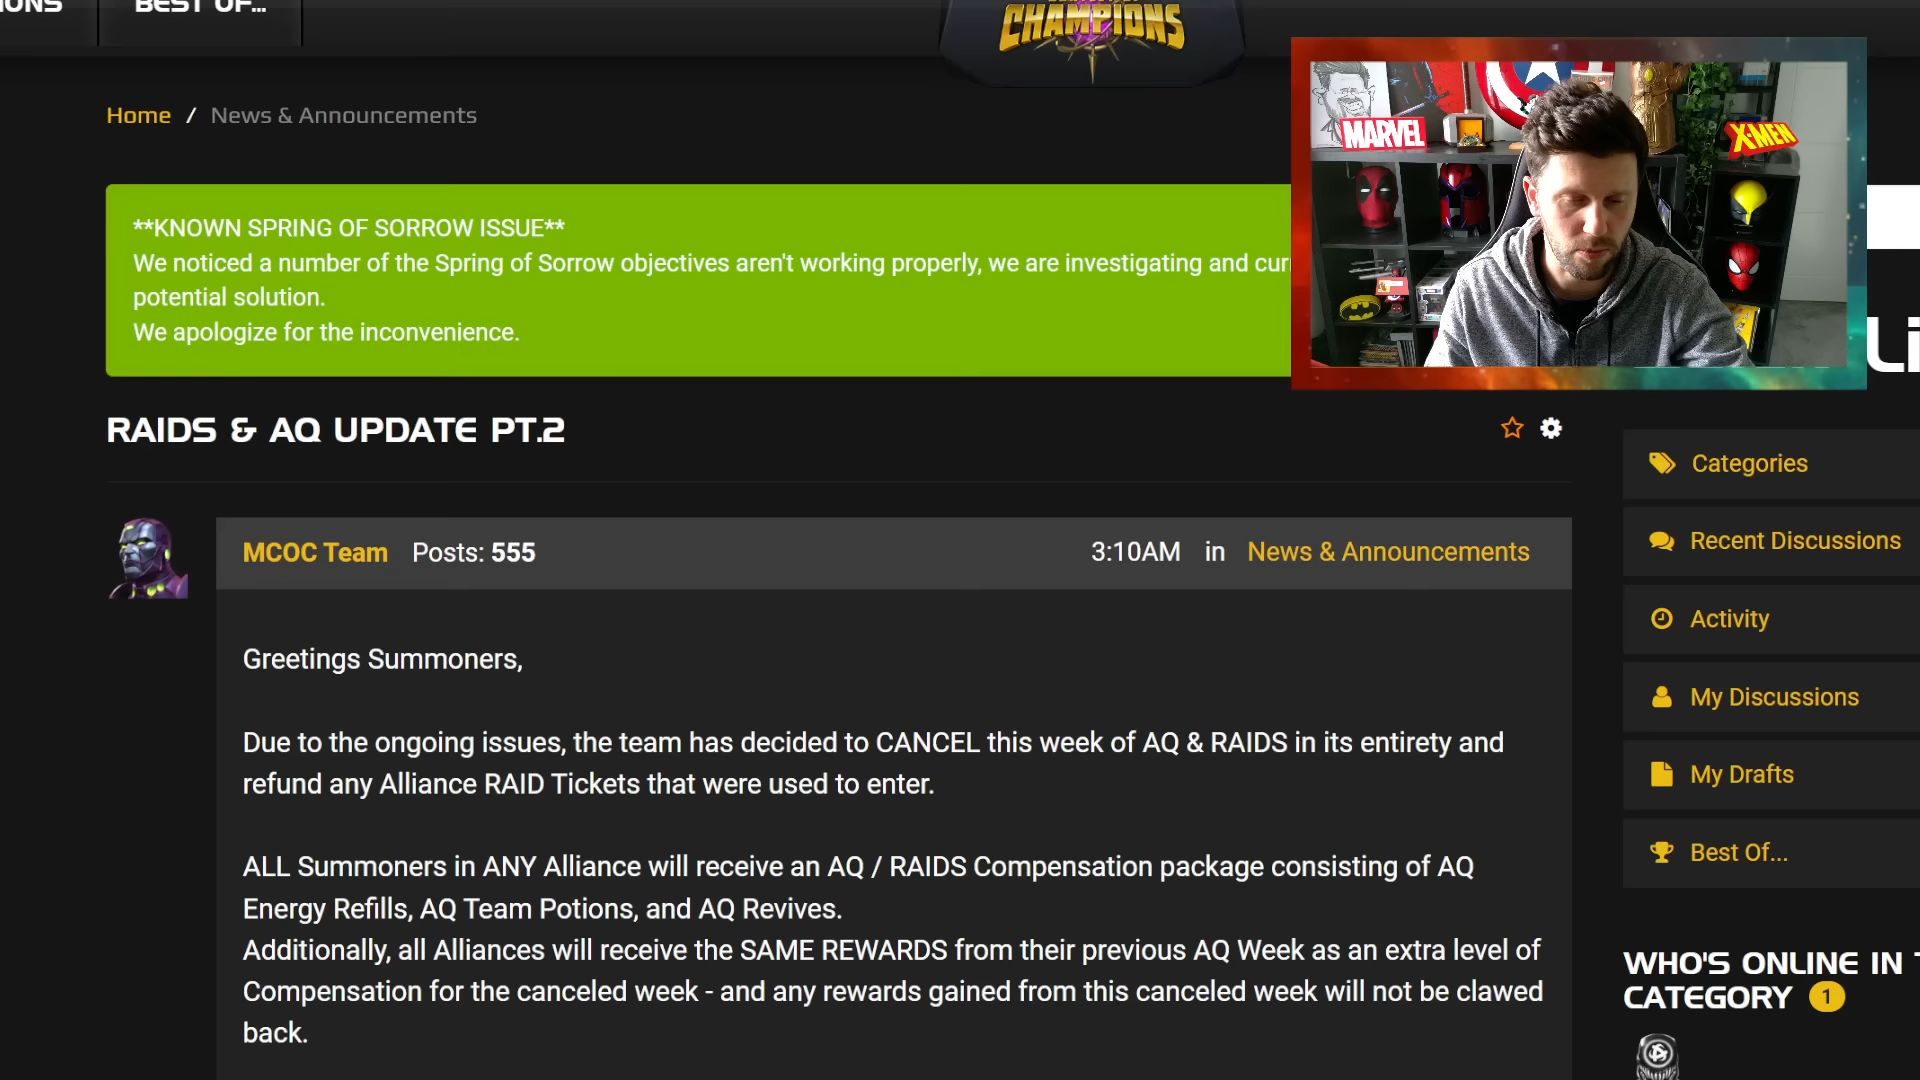 BEST OF...
CHAMPIONS
Home / News & Announcements
MARVEL
X-MEN
**KNOWN SPRING OF SORROW ISSUE**
We noticed a number of the Spring of Sorrow objectives aren't working properly, we are investigating and
potential solution.
We apologize for the inconvenience.
RAIDS & AQ UPDATE PT.2
MCOC Team Posts: 555 3:10AM in News & Announcements
Greetings Summoners,
Due to the ongoing issues, the team has decided to CANCEL this week of AQ & RAIDS in its entirety and
refund any Alliance RAID Tickets that were used to enter.
ALL Summoners in ANY Alliance will receive an AQ / RAIDS Compensation package consisting of AQ
Energy Refills, AQ Team Potions, and AQ Revives.
Additionally, all Alliances will receive the SAME REWARDS from their previous AQ Week as an extra level of
Compensation for the canceled week - and any rewards gained from this canceled week will not be clawed
back.
Categories
Recent Discussions
Activity
My Discussions
My Drafts
Best Of...
WHO'S ONLINE IN
CATEGORY 1